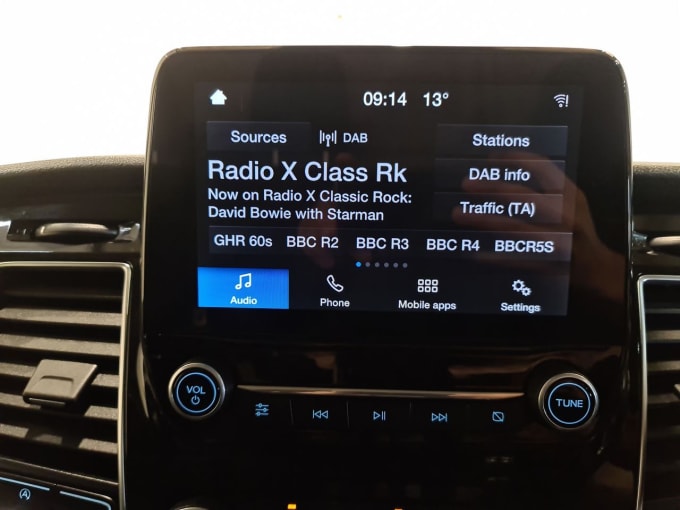 09:14 13°
Sources DAB Stations
Radio X Class Rk
DAB info
Now on Radio X Classic Rock:
David Bowie with Starman
Traffic (TA)
GHR 60s BBC R2 BBC R3 BBC R4 BBCR5S
Audio Phone Mobile apps Settings
VOL
TUNE
A